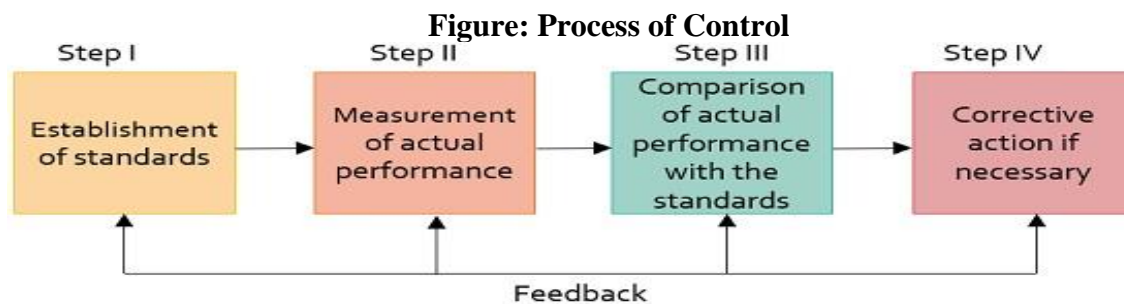 Figure: Process of Control
Step I
Step II
Step III
Step IV
Establishment
of standards
Measurement
of actual
performance
Comparison
of actual
performance
with the
standards
Corrective
action if
necessary
Feedback